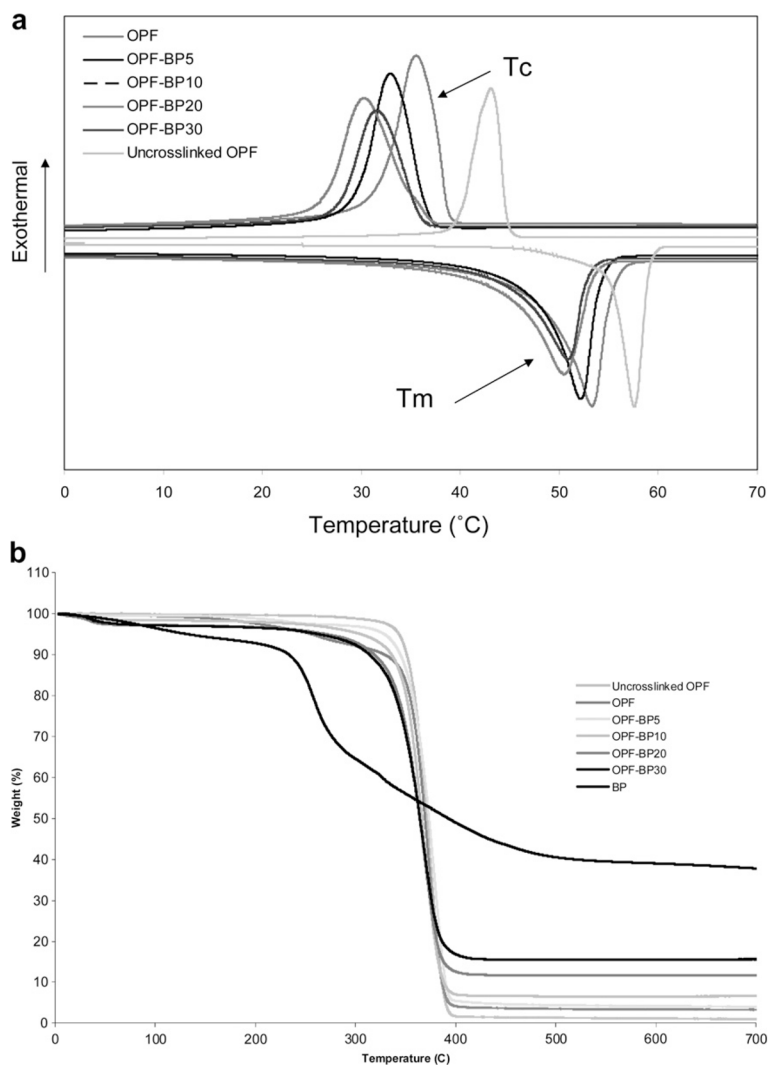 a
OPF
OPF-BP5
OPF-BP10
OPF-BP20
OPF-BP30
Uncrosslinked OPF
Tc
Exothermal
Tm
0 10 20 30 40 50 60 70
Temperature (˚C)
b
110
100
90
80
70
60
50
40
30
20
10
0
Weight (%)
Uncrosslinked OPF
OPF
OPF-BP5
OPF-BP10
OPF-BP20
OPF-BP30
BP
0 100 200 300 400 500 600 700
Temperature (C)